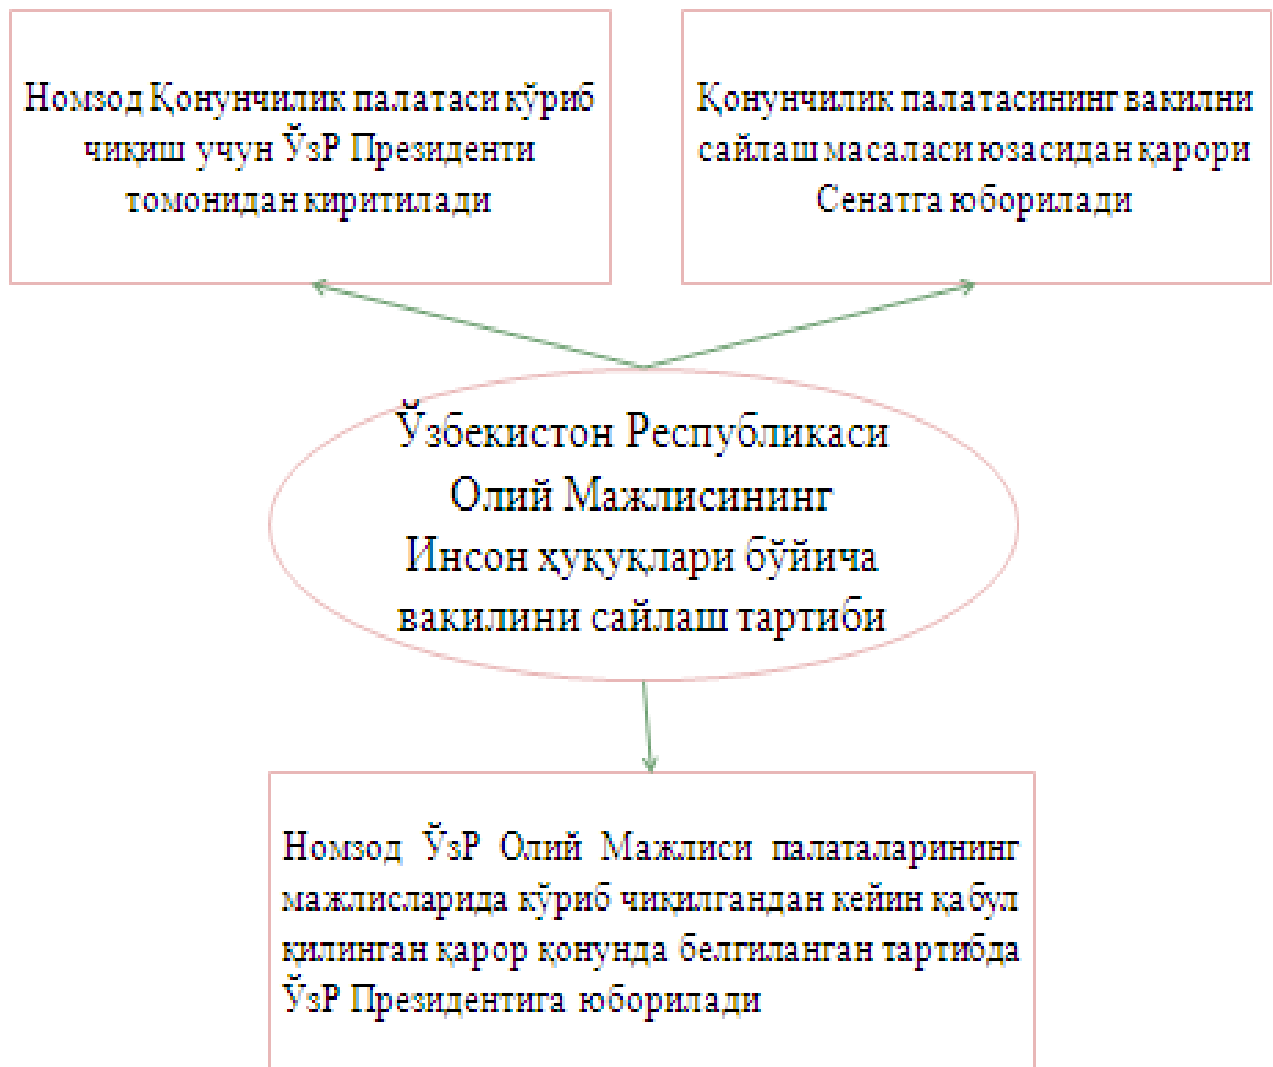 Номзод Қонунчилик палатаси кўриб
чиқиш учун ЎзР Президенти
томонидан киритилади
Қонунчилик палатасининг вакилни
сайлаш масаласи юзасидан қарори
Сенатга юборилади
Ўзбекистон Республикаси
Олий Мажлисининг
Инсон ҳуқуқлари бўйича
вакилини сайлаш тартиби
Номзод ЎзР Олий Мажлиси палаталарининг
мажлисларида кўриб чиқилгандан кейин қабул
қилинган қарор қонунда белгиланган тартибда
ЎзР Президентига юборилади